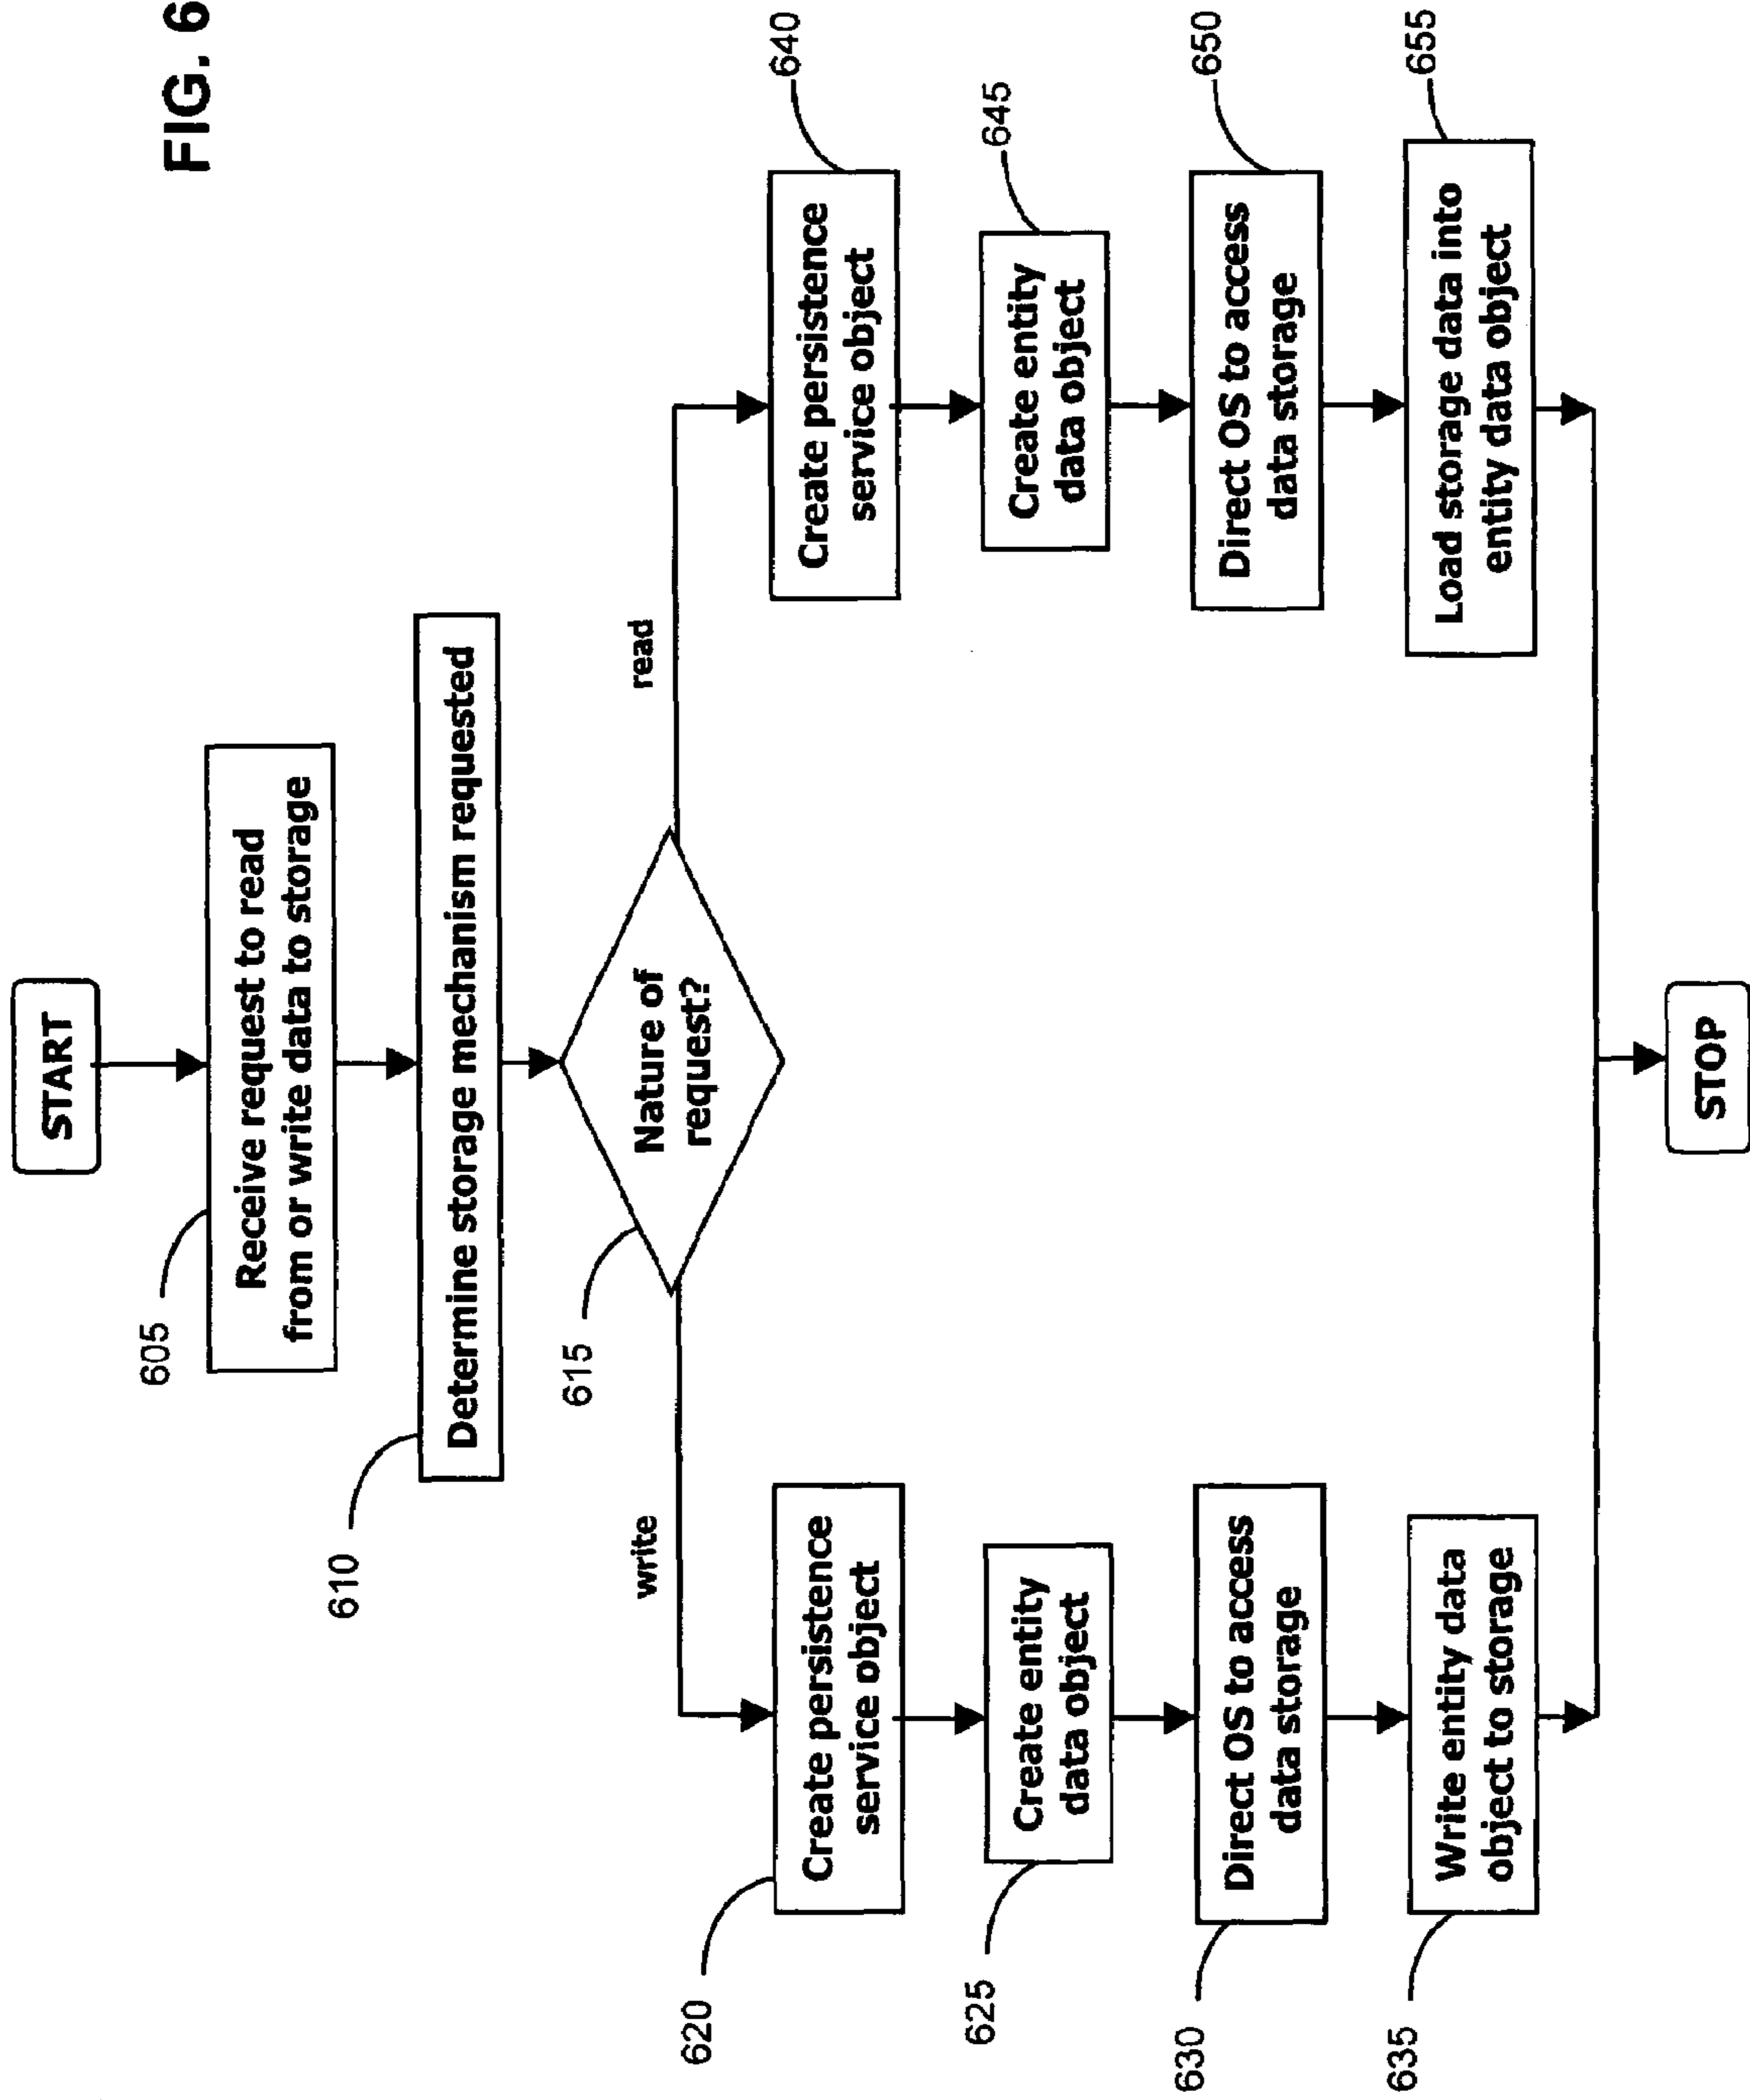 FIG. 6
START
605
Receive request to read
from or write data to storage
610
Determine storage mechanism requested
615
Nature of
request?
write
read
620
Create persistence
service object
625
Create entity
data object
630
Direct OS to access
data storage
635
Write entity data
object to storage
640
Create persistence
service object
645
Create entity
data object
650
Direct OS to access
data storage
655
Load storage data into
entity data object
STOP